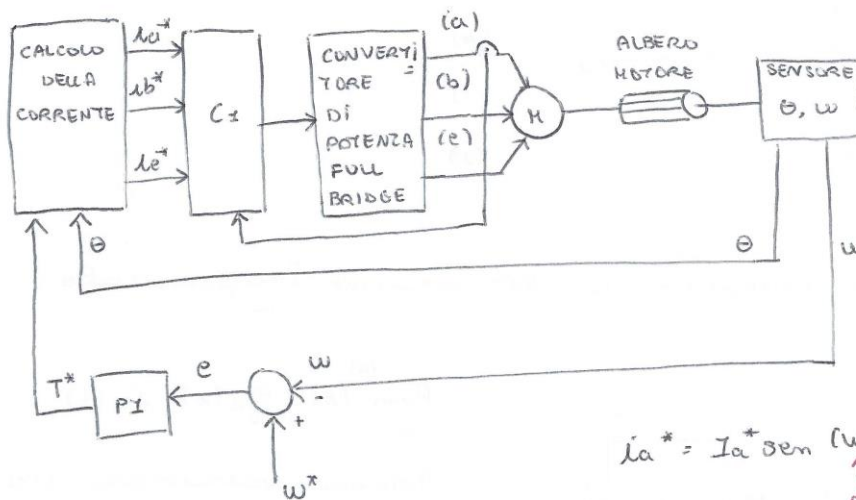 CALCOLO
DELLA
CORRENTE
ia*
ib*
ic*
C1
CONVERTI
TORE
DI
POTENZA
FULL
BRIDGE
(a)
(b)
(c)
M
ALBERO
MOTORE
SENSORE
θ, ω
θ
θ
T*
PI
e
ω
-
+
ω*
ia* = Ia* sen (ω